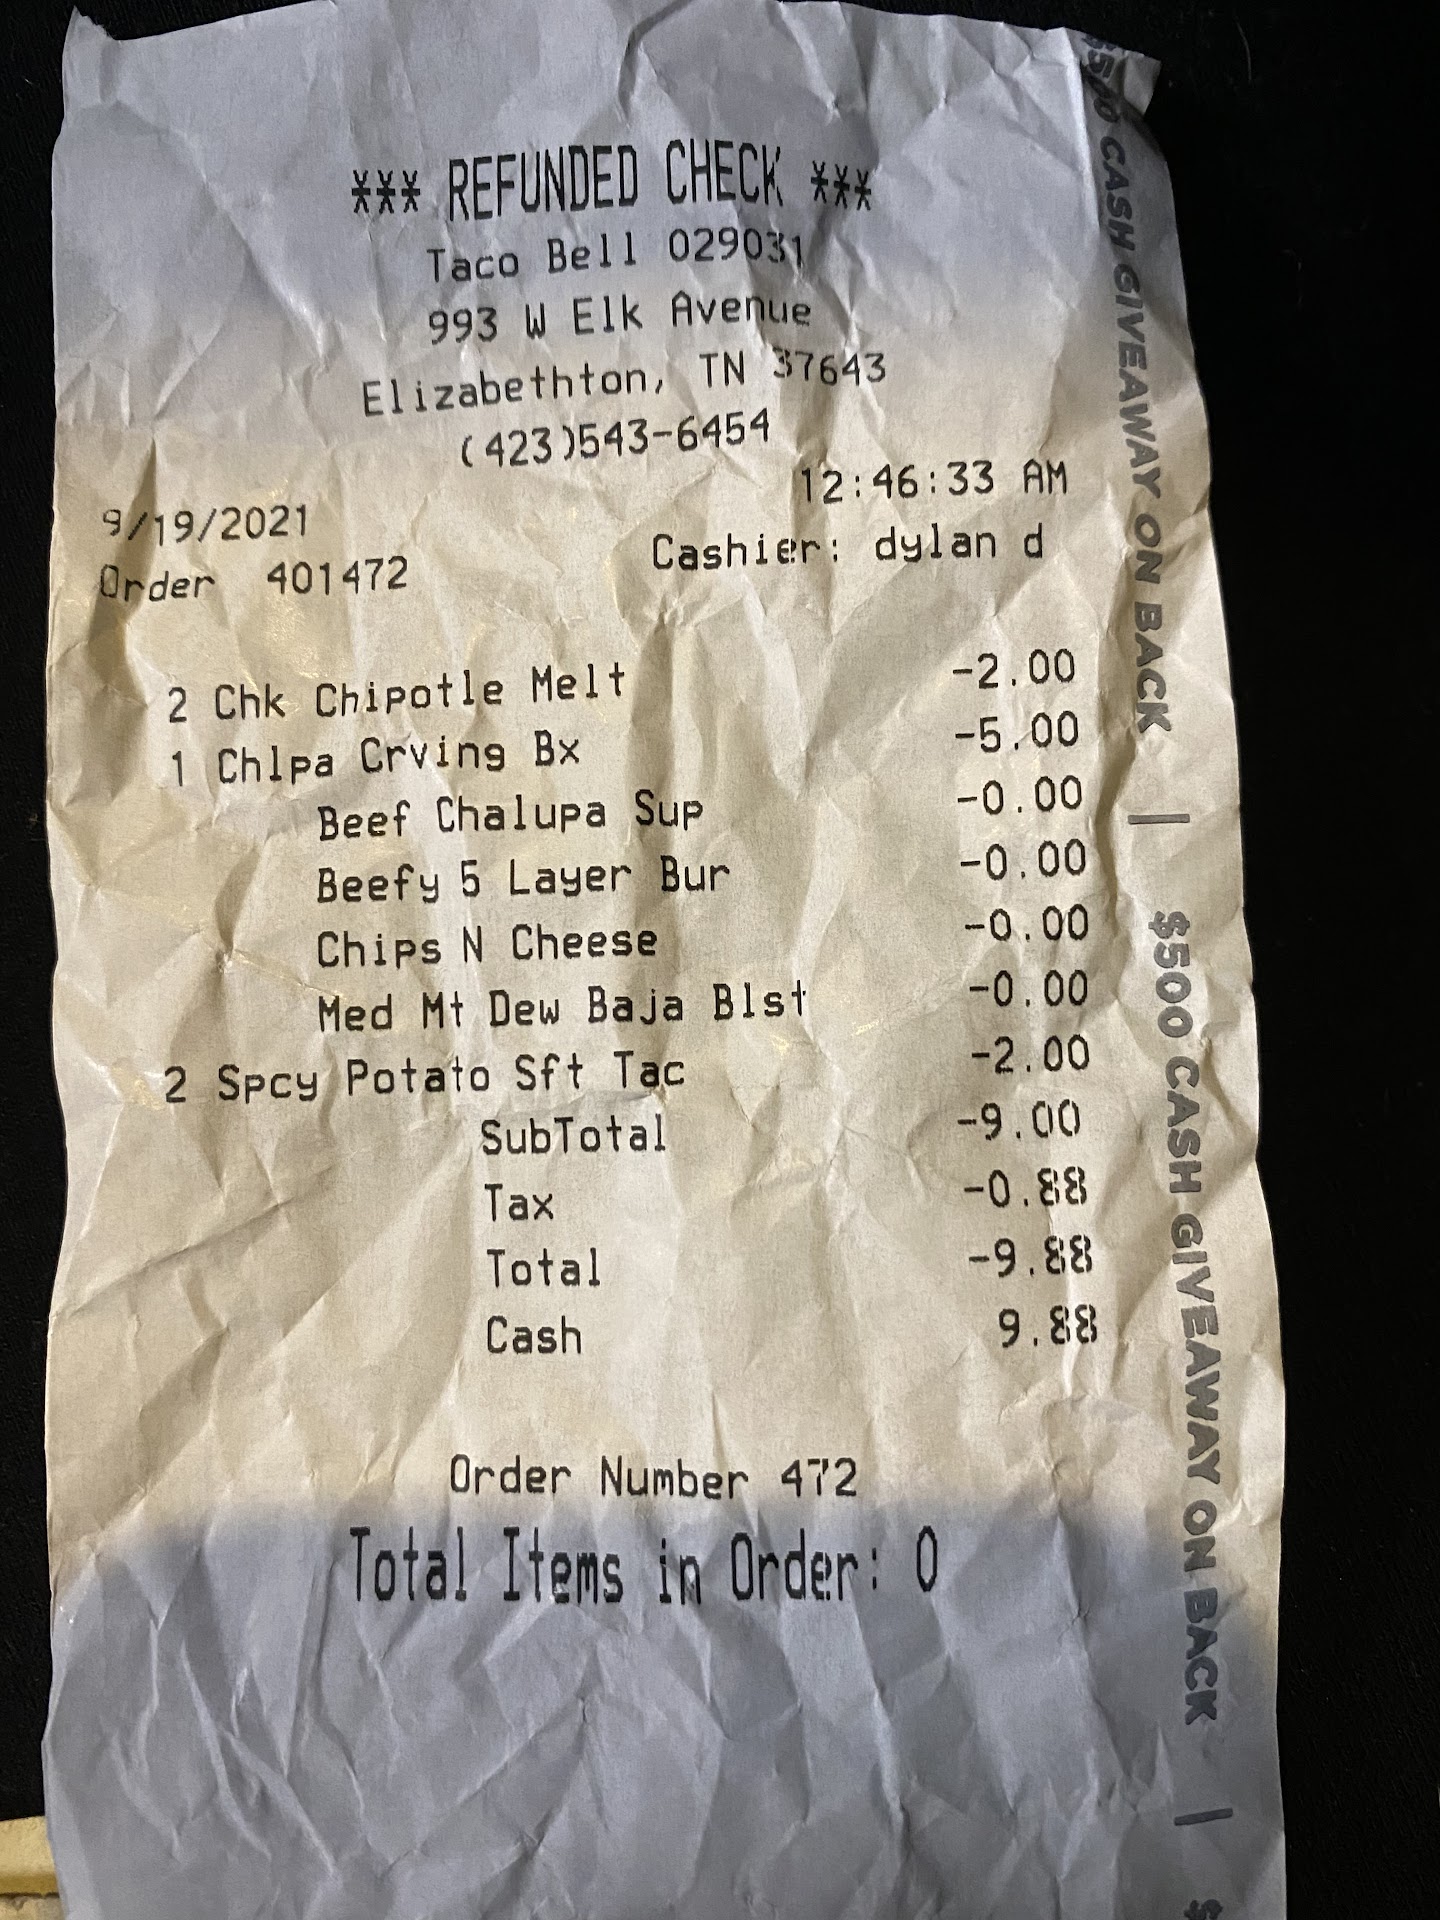 *** REFUNDED CHECK ***
Taco Bell 029031
993 W Elk Avenue
Elizabethton, TN 37643
(423)543-6454
9/19/2021 12:46:33 AM
Order 401472 Cashier: dylan d
2 Chk Chipotle Melt -2.00
1 Chlpa Crving Bx -5.00
Beef Chalupa Sup -0.00
Beefy 5 Layer Bur -0.00
Chips N Cheese -0.00
Med Mt Dew Baja Blst -0.00
2 Spcy Potato Sft Tac -2.00
SubTotal -9.00
Tax -0.88
Total -9.88
Cash 9.88
Order Number 472
Total Items in Order: 0
$500 CASH GIVEAWAY ON BACK | $500 CASH GIVEAWAY ON BACK | $